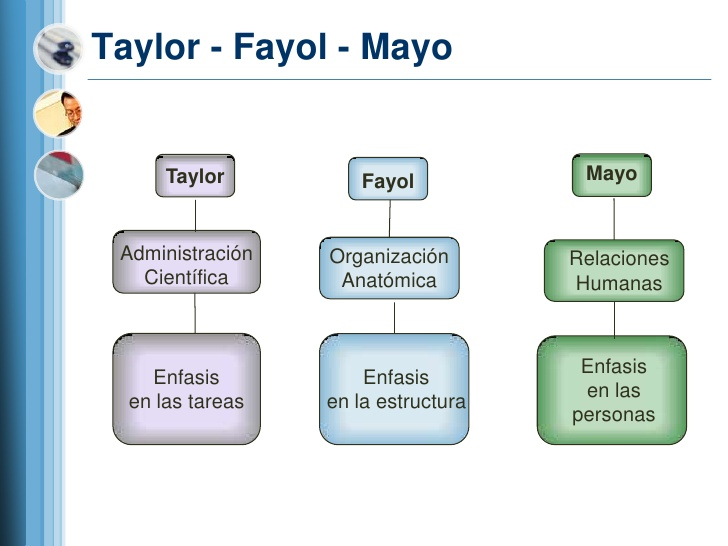 Taylor - Fayol - Mayo
Taylor
Administración
Científica
Enfasis
en las tareas
Fayol
Organización
Anatómica
Enfasis
en la estructura
Mayo
Relaciones
Humanas
Enfasis
en las
personas